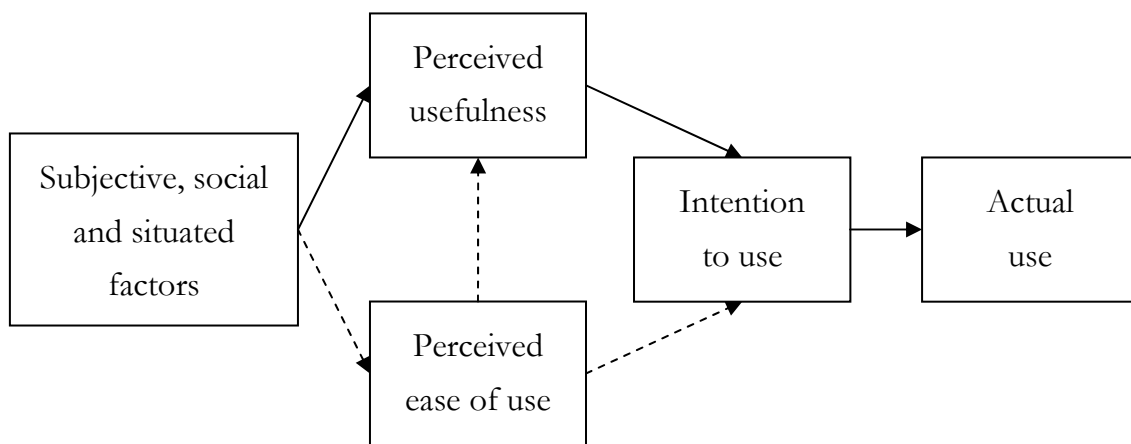 Perceived
usefulness
Subjective, social
and situated
factors
Intention
to use
Actual
use
Perceived
ease of use